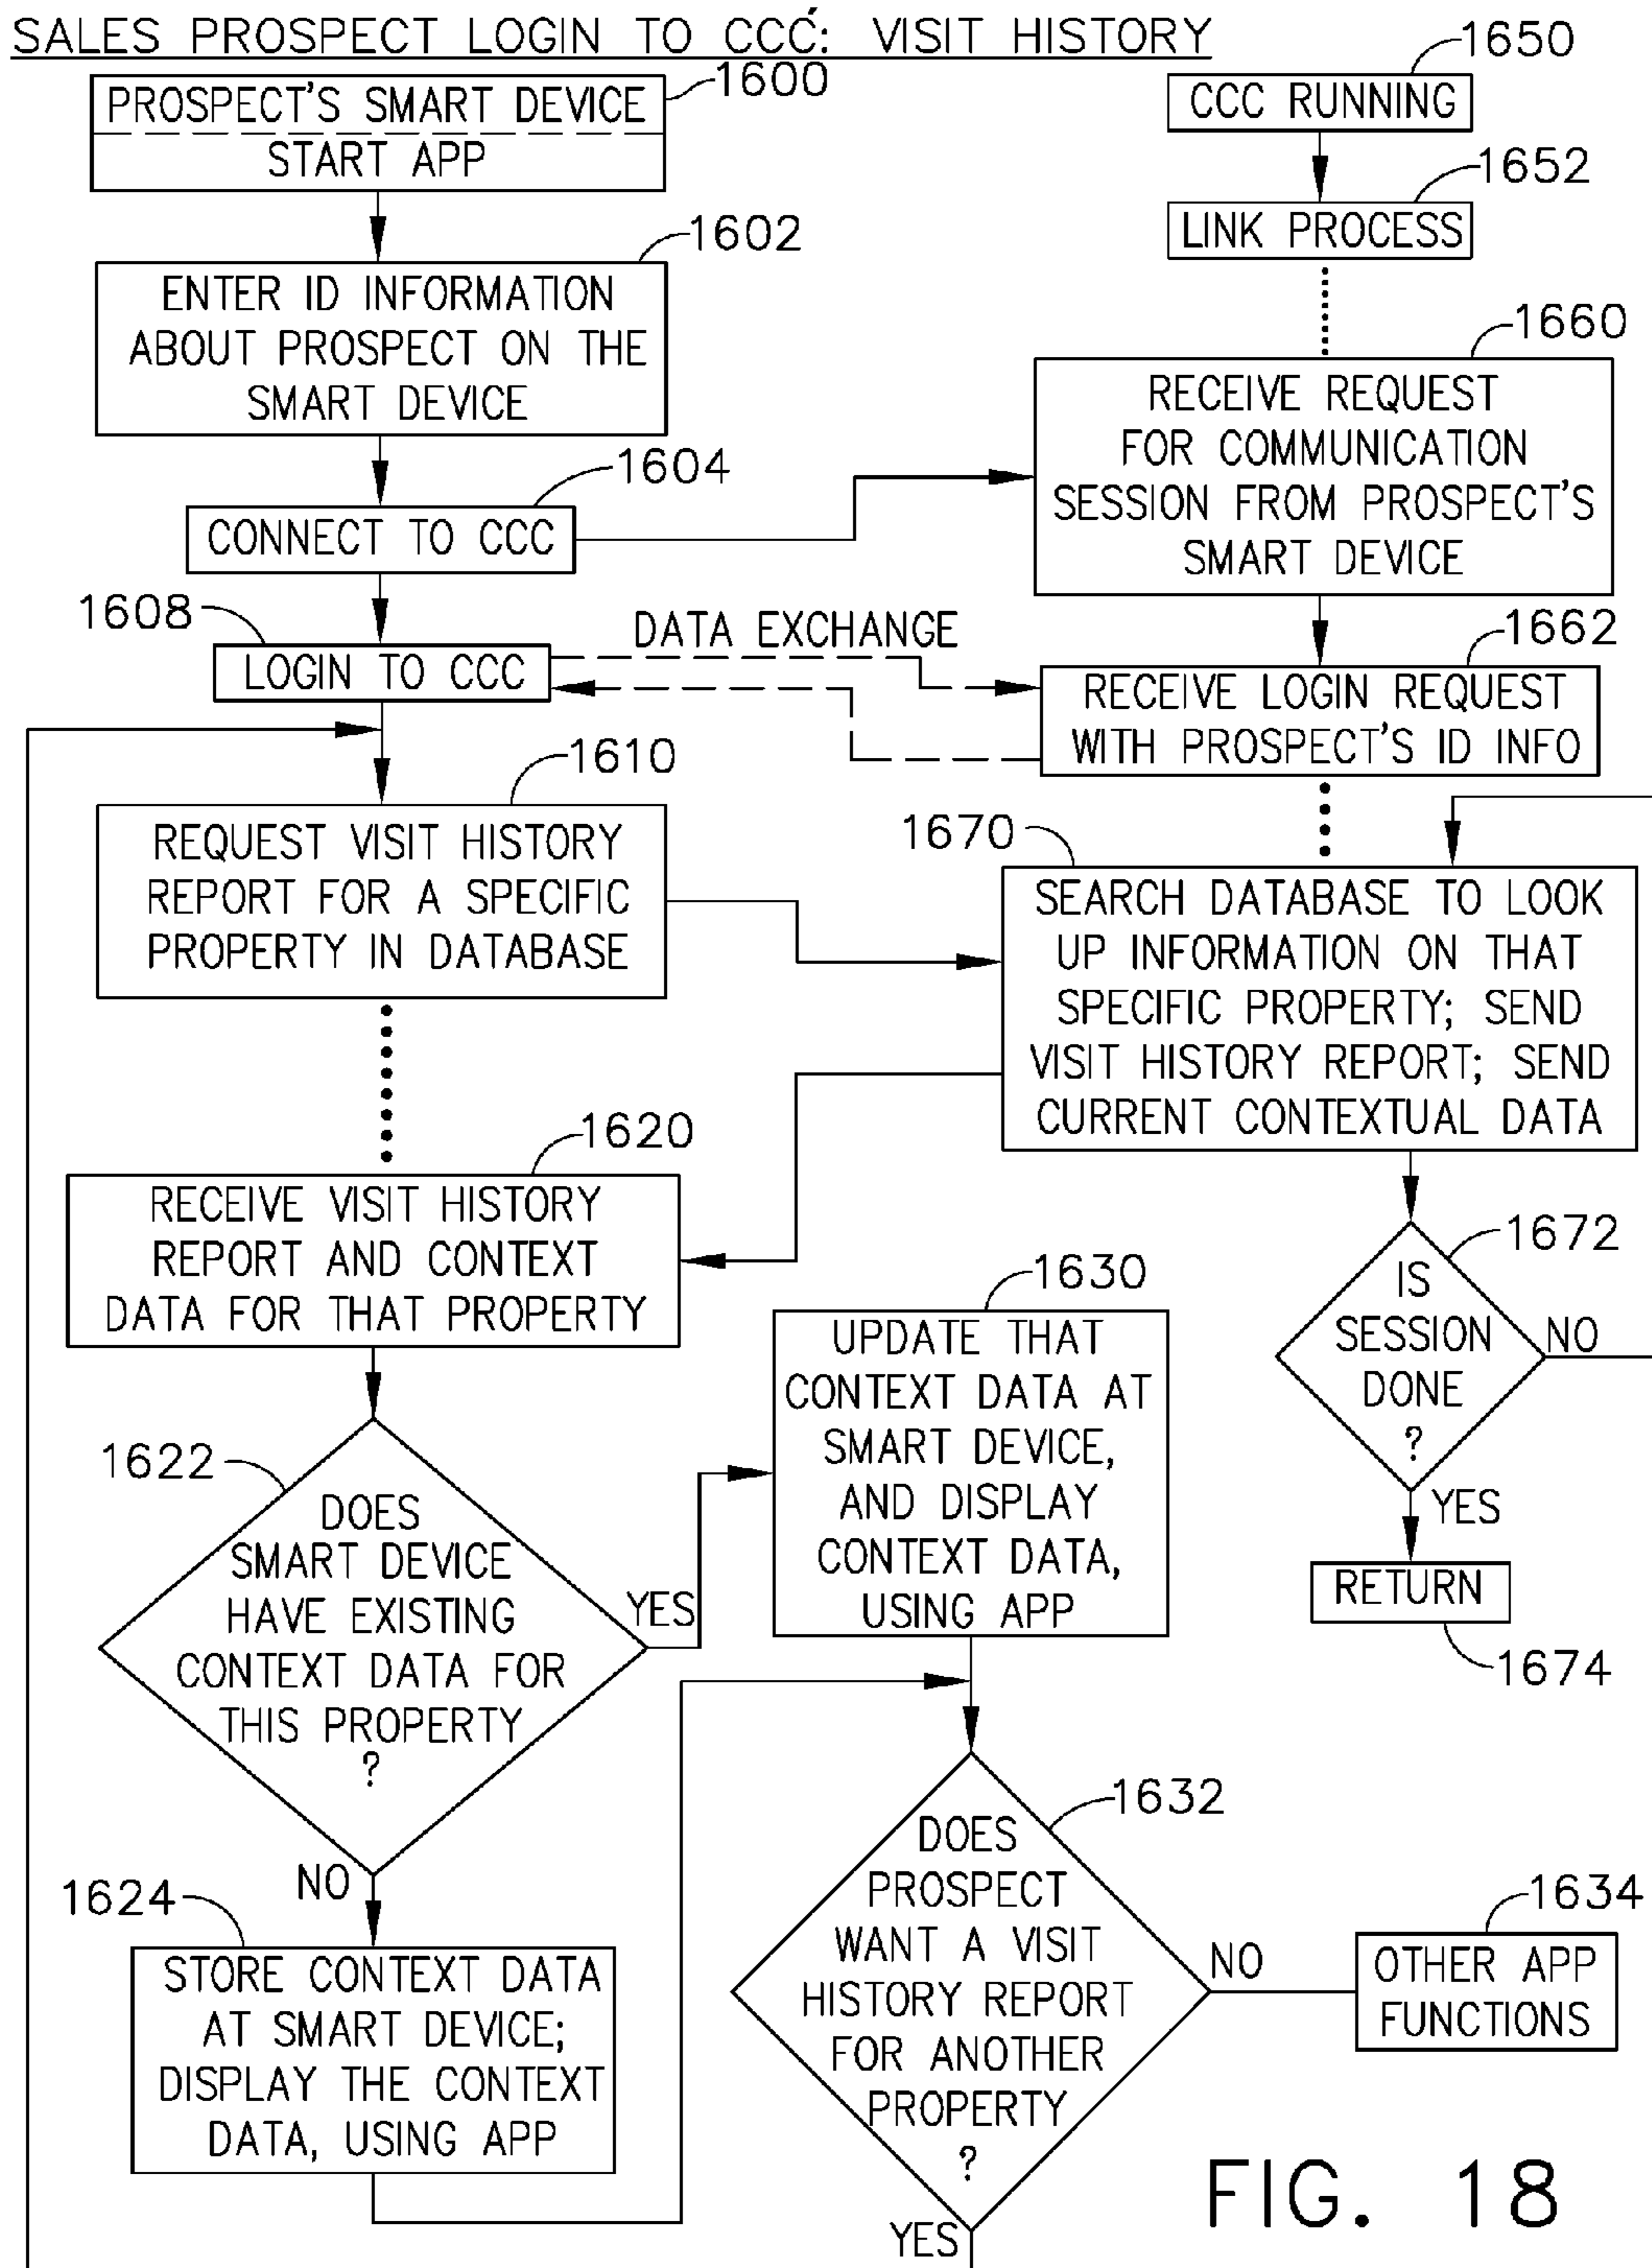 SALES PROSPECT LOGIN TO CCC: VISIT HISTORY
1600
PROSPECT'S SMART DEVICE
START APP
1602
ENTER ID INFORMATION
ABOUT PROSPECT ON THE
SMART DEVICE
1604
CONNECT TO CCC
1608
LOGIN TO CCC
DATA EXCHANGE
1610
REQUEST VISIT HISTORY
REPORT FOR A SPECIFIC
PROPERTY IN DATABASE
1620
RECEIVE VISIT HISTORY
REPORT AND CONTEXT
DATA FOR THAT PROPERTY
1622
DOES
SMART DEVICE
HAVE EXISTING
CONTEXT DATA FOR
THIS PROPERTY
?
YES
NO
1624
STORE CONTEXT DATA
AT SMART DEVICE;
DISPLAY THE CONTEXT
DATA, USING APP
1630
UPDATE THAT
CONTEXT DATA AT
SMART DEVICE,
AND DISPLAY
CONTEXT DATA,
USING APP
1632
DOES
PROSPECT
WANT A VISIT
HISTORY REPORT
FOR ANOTHER
PROPERTY
?
YES
NO
1634
OTHER APP
FUNCTIONS
1650
CCC RUNNING
1652
LINK PROCESS
1660
RECEIVE REQUEST
FOR COMMUNICATION
SESSION FROM PROSPECT'S
SMART DEVICE
1662
RECEIVE LOGIN REQUEST
WITH PROSPECT'S ID INFO
1670
SEARCH DATABASE TO LOOK
UP INFORMATION ON THAT
SPECIFIC PROPERTY; SEND
VISIT HISTORY REPORT; SEND
CURRENT CONTEXTUAL DATA
1672
IS
SESSION
DONE
?
NO
YES
RETURN
1674
FIG. 18